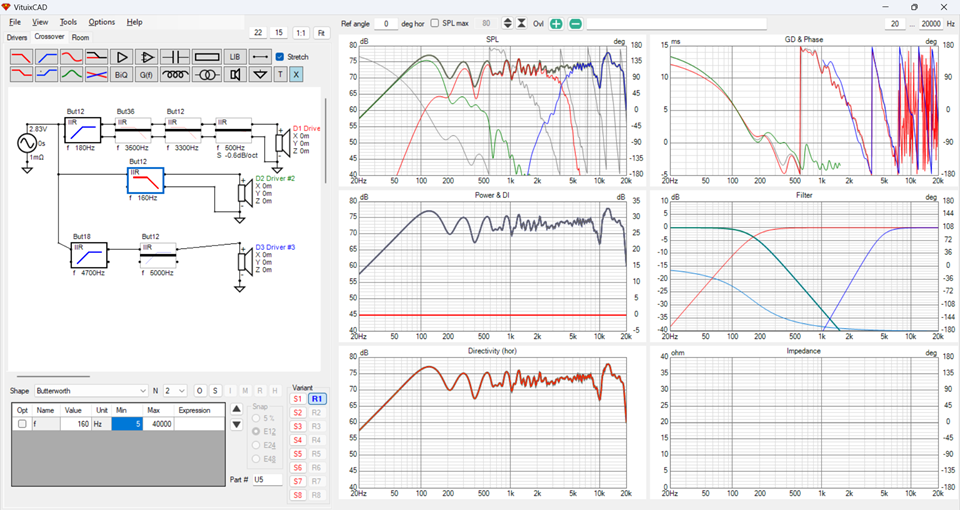 VituixCAD
File View Tools Options Help
Drivers Crossover Room
22 15 1:1 Fit
Ref angle 0 deg hor SPL max 80 Ovl 20 ... 20000 Hz
LIB Stretch
BiQ G(f) T X
But12 But36 But12
2.83V IIR IIR IIR IIR D1 Drive
0s X 0m
Y 0m
Z 0m
1mΩ f 180Hz f 3500Hz f 3300Hz f 500Hz
S -0.6dB/oct
But12
IIR D2 Driver #2
X 0m
Y 0m
Z 0m
f 160Hz
But18 But12
IIR IIR D3 Driver #3
X 0m
Y 0m
Z 0m
f 4700Hz f 5000Hz
Shape Butterworth N 2 O S I M R H
Opt Name Value Unit Min Max Expression
f 160 Hz 5 40000
Snap
5 %
E12
E24
E48
Part # U5
Variant
S1 R1
S2 R2
S3 R3
S4 R4
S5 R5
S6 R6
S7 R7
S8 R8
dB SPL deg
80 75 70 65 60 55 50 45 40
180 135 90 45 0 -45 -90 -135 -180
20Hz 50 100 200 500 1k 2k 5k 10k 20k
ms GD & Phase deg
15 10 5 0 -5
180 135 90 45 0 -45 -90 -135 -180
20Hz 50 100 200 500 1k 2k 5k 10k 20k
dB Power & DI dB
80 75 70 65 60 55 50 45 40
35 30 25 20 15 10 5 0 -5
20Hz 50 100 200 500 1k 2k 5k 10k 20k
dB Filter deg
10 5 0 -5 -10 -15 -20 -25 -30 -35 -40
180 144 108 72 36 0 -36 -72 -108 -144 -180
20Hz 50 100 200 500 1k 2k 5k 10k 20k
dB Directivity (hor)
80 75 70 65 60 55 50 45 40
20Hz 50 100 200 500 1k 2k 5k 10k 20k
ohm Impedance deg
40 35 30 25 20 15 10 5 0
180 135 90 45 0 -45 -90 -135 -180
20Hz 50 100 200 500 1k 2k 5k 10k 20k